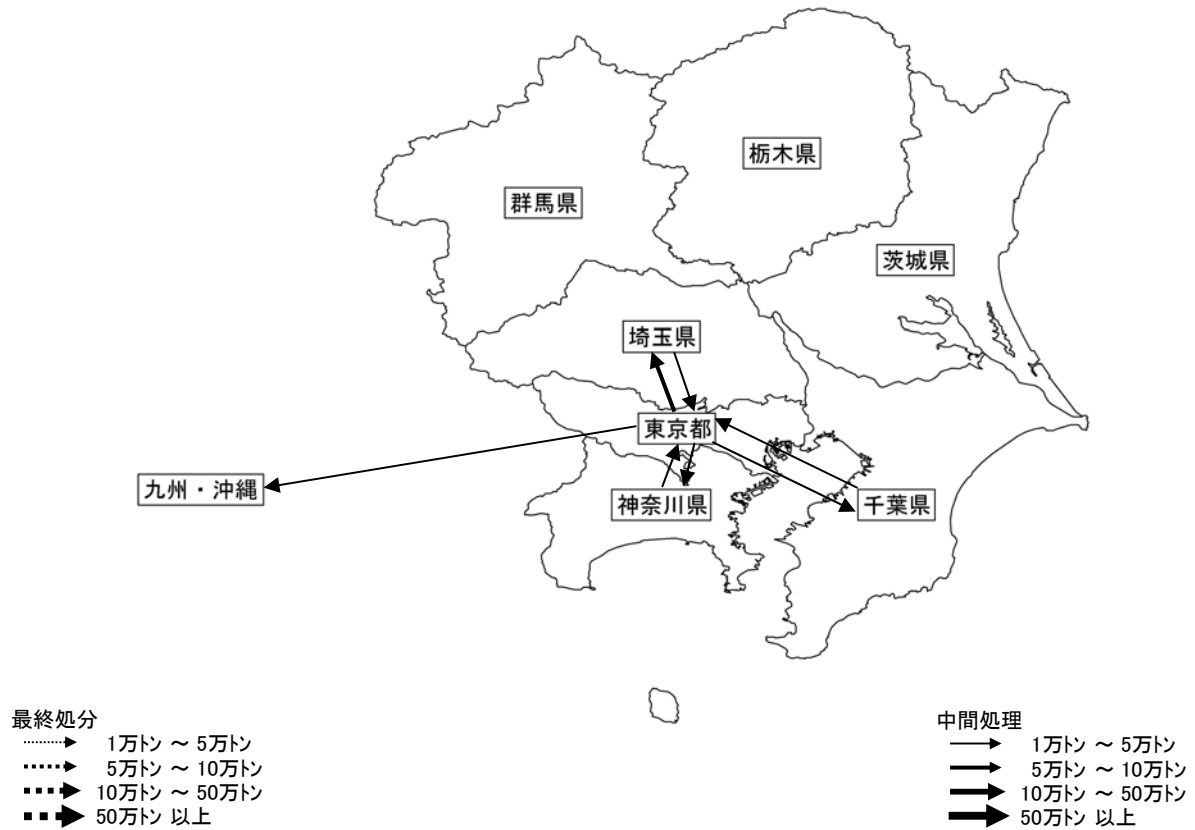 栃木県
群馬県
茨城県
埼玉県
東京都
九州・沖縄
神奈川県
千葉県
最終処分
1万トン ～ 5万トン
5万トン ～ 10万トン
10万トン ～ 50万トン
50万トン 以上
中間処理
1万トン ～ 5万トン
5万トン ～ 10万トン
10万トン ～ 50万トン
50万トン 以上